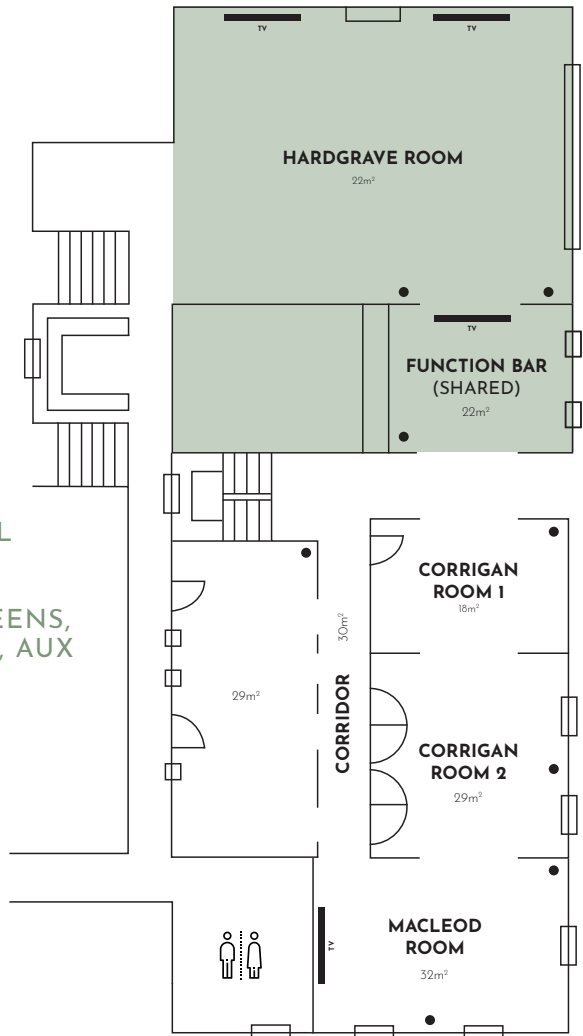 TV
TV
HARDGRAVE ROOM
22m²
TV
FUNCTION BAR
(SHARED)
22m²
L
EENS,
, AUX
CORRIGAN
ROOM 1
18m²
30m²
CORRIDOR
29m²
CORRIGAN
ROOM 2
29m²
MACLEOD
ROOM
32m²
TV